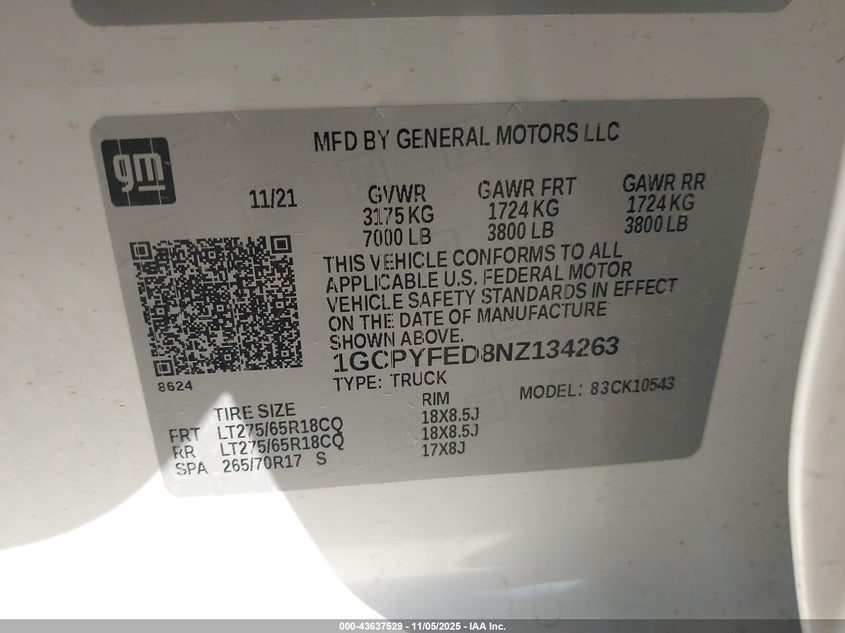 gm
MFD BY GENERAL MOTORS LLC
11/21
GVWR
3175 KG
7000 LB
GAWR FRT
1724 KG
3800 LB
GAWR RR
1724 KG
3800 LB
THIS VEHICLE CONFORMS TO ALL
APPLICABLE U.S. FEDERAL MOTOR
VEHICLE SAFETY STANDARDS IN EFFECT
ON THE DATE OF MANUFACTURE
SHOWN ABOVE.
1GCPYFED8NZ134263
8624
TYPE: TRUCK
MODEL: 83CK10543
TIRE SIZE RIM
FRT LT275/65R18CQ 18X8.5J
RR LT275/65R18CQ 18X8.5J
SPA 265/70R17 S 17X8J
000-43637529 - 11/05/2025 - IAA Inc.